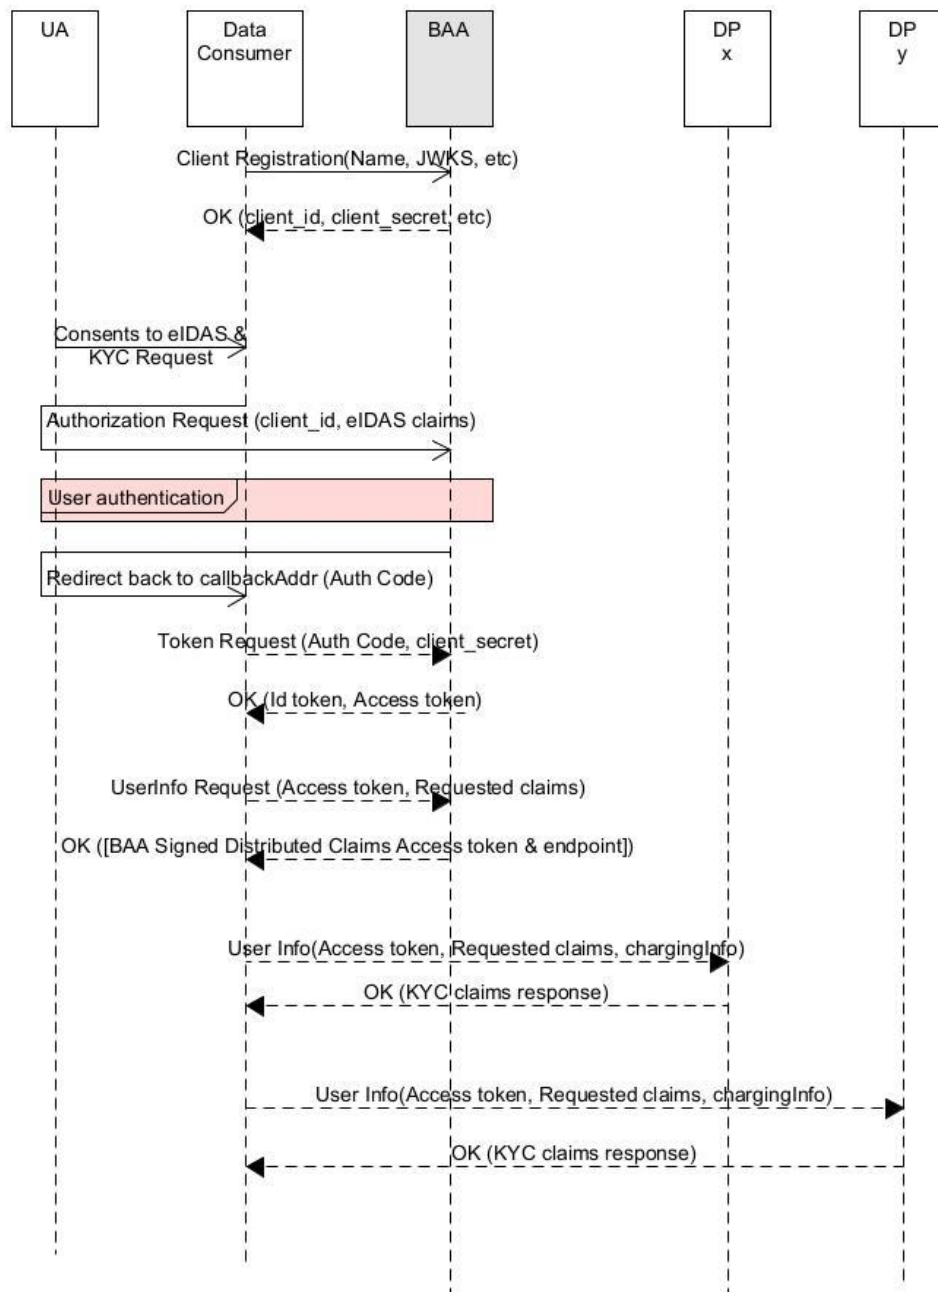 UA
Data
Consumer
BAA
DP
x
DP
y
Client Registration(Name, JWKS, etc)
OK (client_id, client_secret, etc)
Consents to eIDAS &
KYC Request
Authorization Request (client_id, eIDAS claims)
User authentication
Redirect back to callbackAddr (Auth Code)
Token Request (Auth Code, client_secret)
OK (Id token, Access token)
UserInfo Request (Access token, Requested claims)
OK ([BAA Signed Distributed Claims Access token & endpoint])
User Info(Access token, Requested claims, chargingInfo)
OK (KYC claims response)
User Info(Access token, Requested claims, chargingInfo)
OK (KYC claims response)